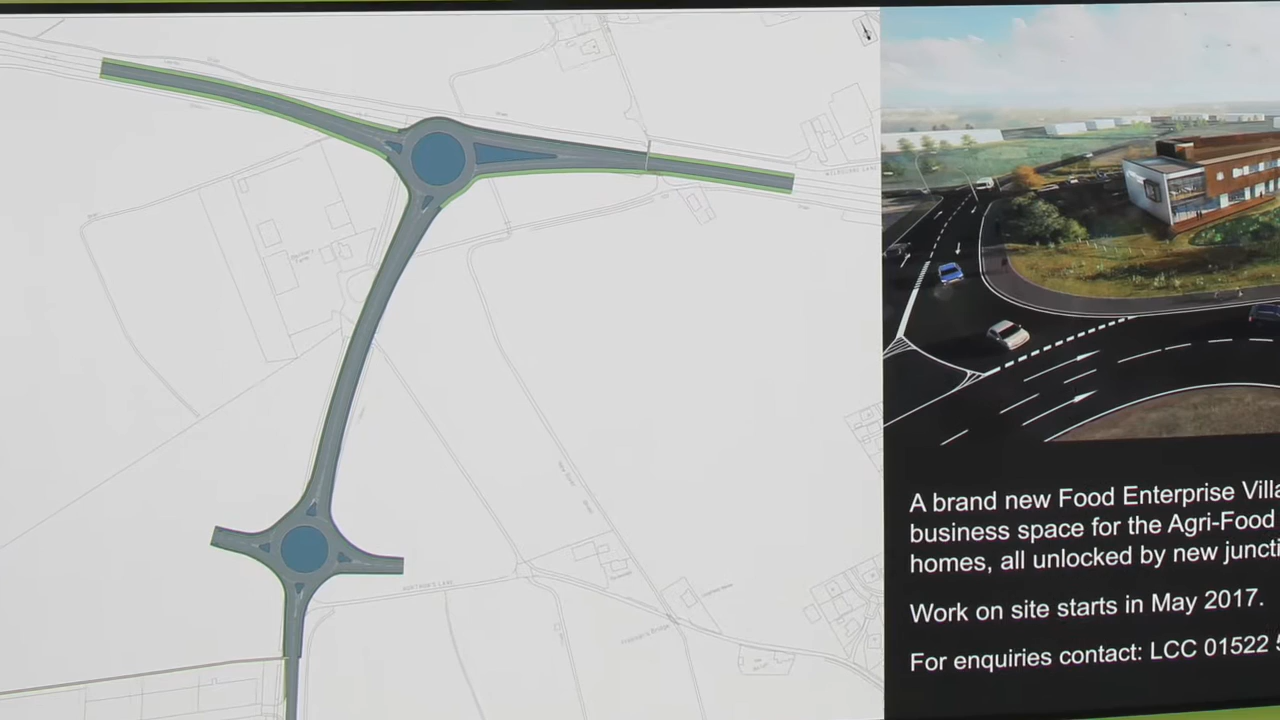 A brand new Food Enterprise Villa
business space for the Agri-Food
homes, all unlocked by new juncti
Work on site starts in May 2017.
For enquiries contact: LCC 01522 5